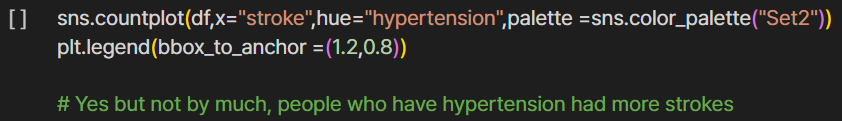 [ ] sns.countplot(df,x="stroke",hue="hypertension",palette =sns.color_palette("Set2"))
plt.legend(bbox_to_anchor =(1.2,0.8))
# Yes but not by much, people who have hypertension had more strokes